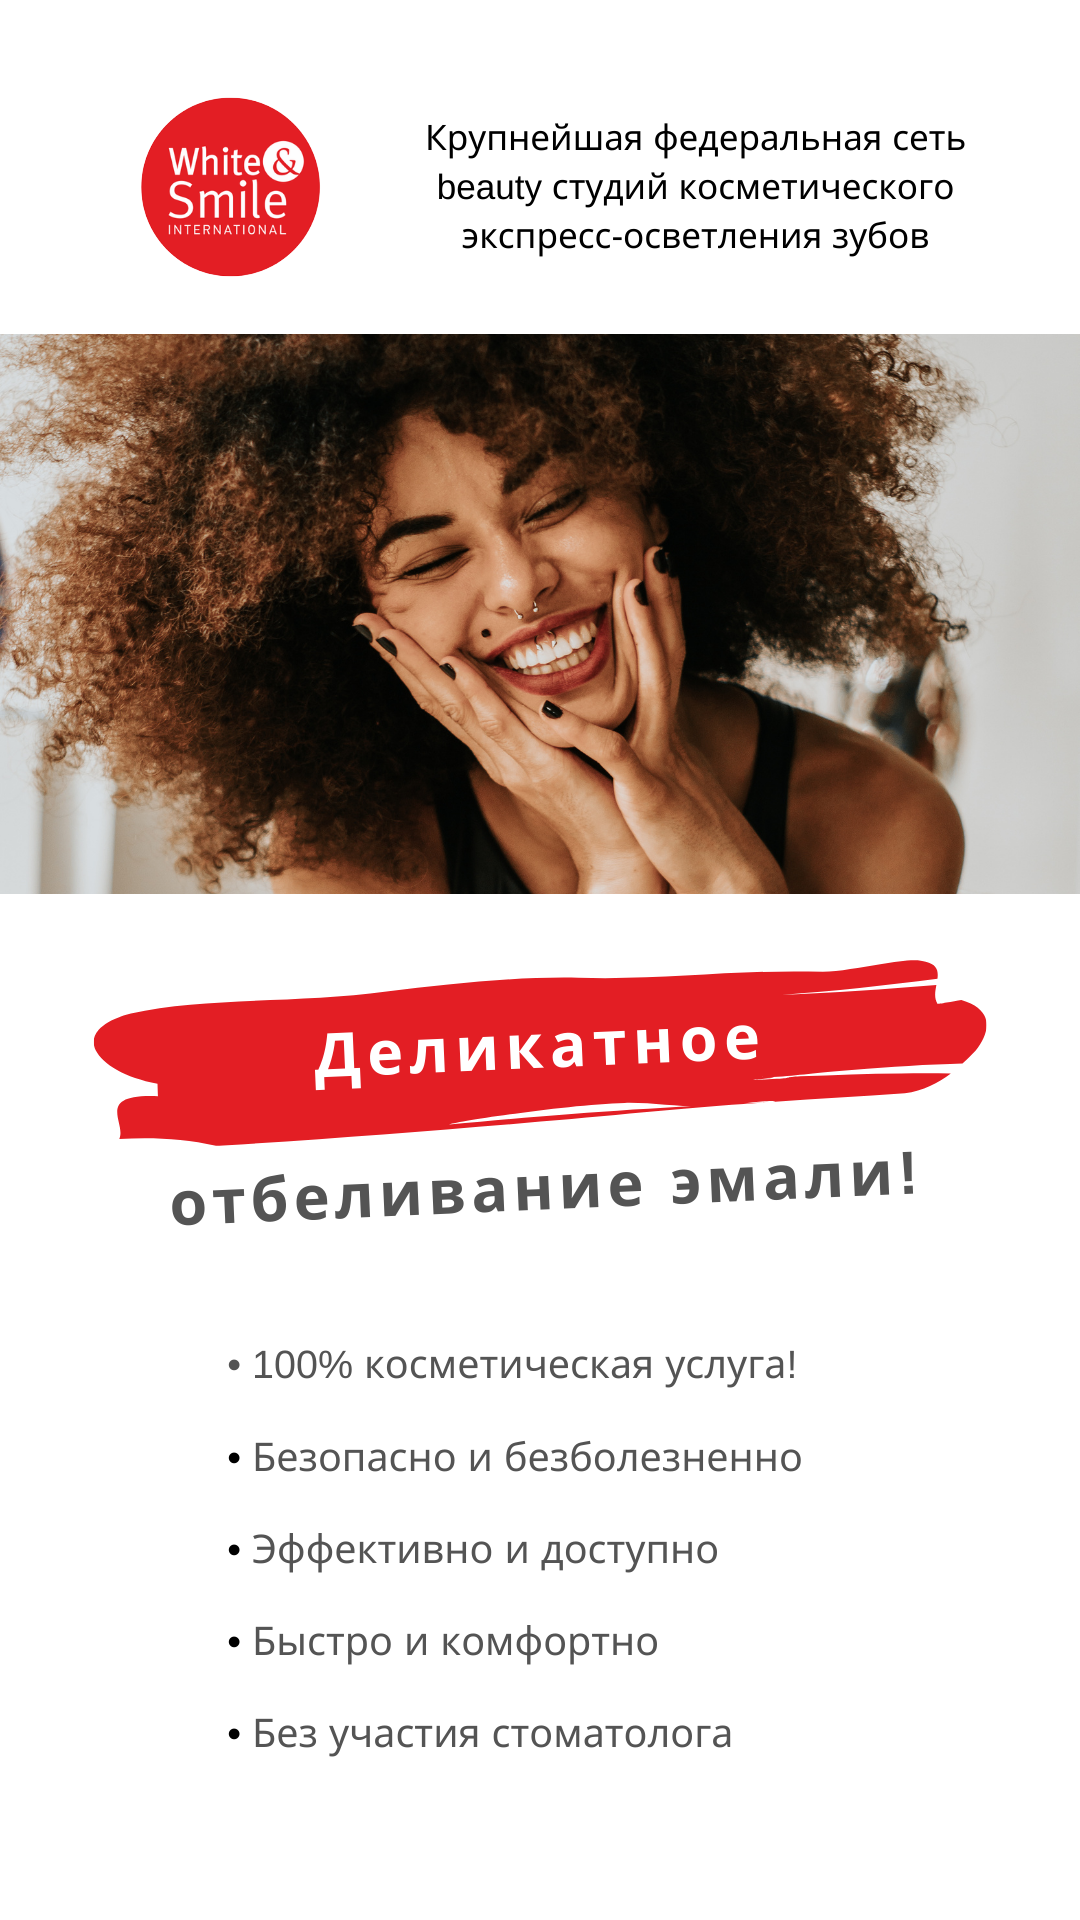 White &
Smile
INTERNATIONAL
Крупнейшая федеральная сеть
beauty студий косметического
экспресс-осветления зубов
Деликатное
отбеливание эмали!
• 100% косметическая услуга!
• Безопасно и безболезненно
• Эффективно и доступно
• Быстро и комфортно
• Без участия стоматолога